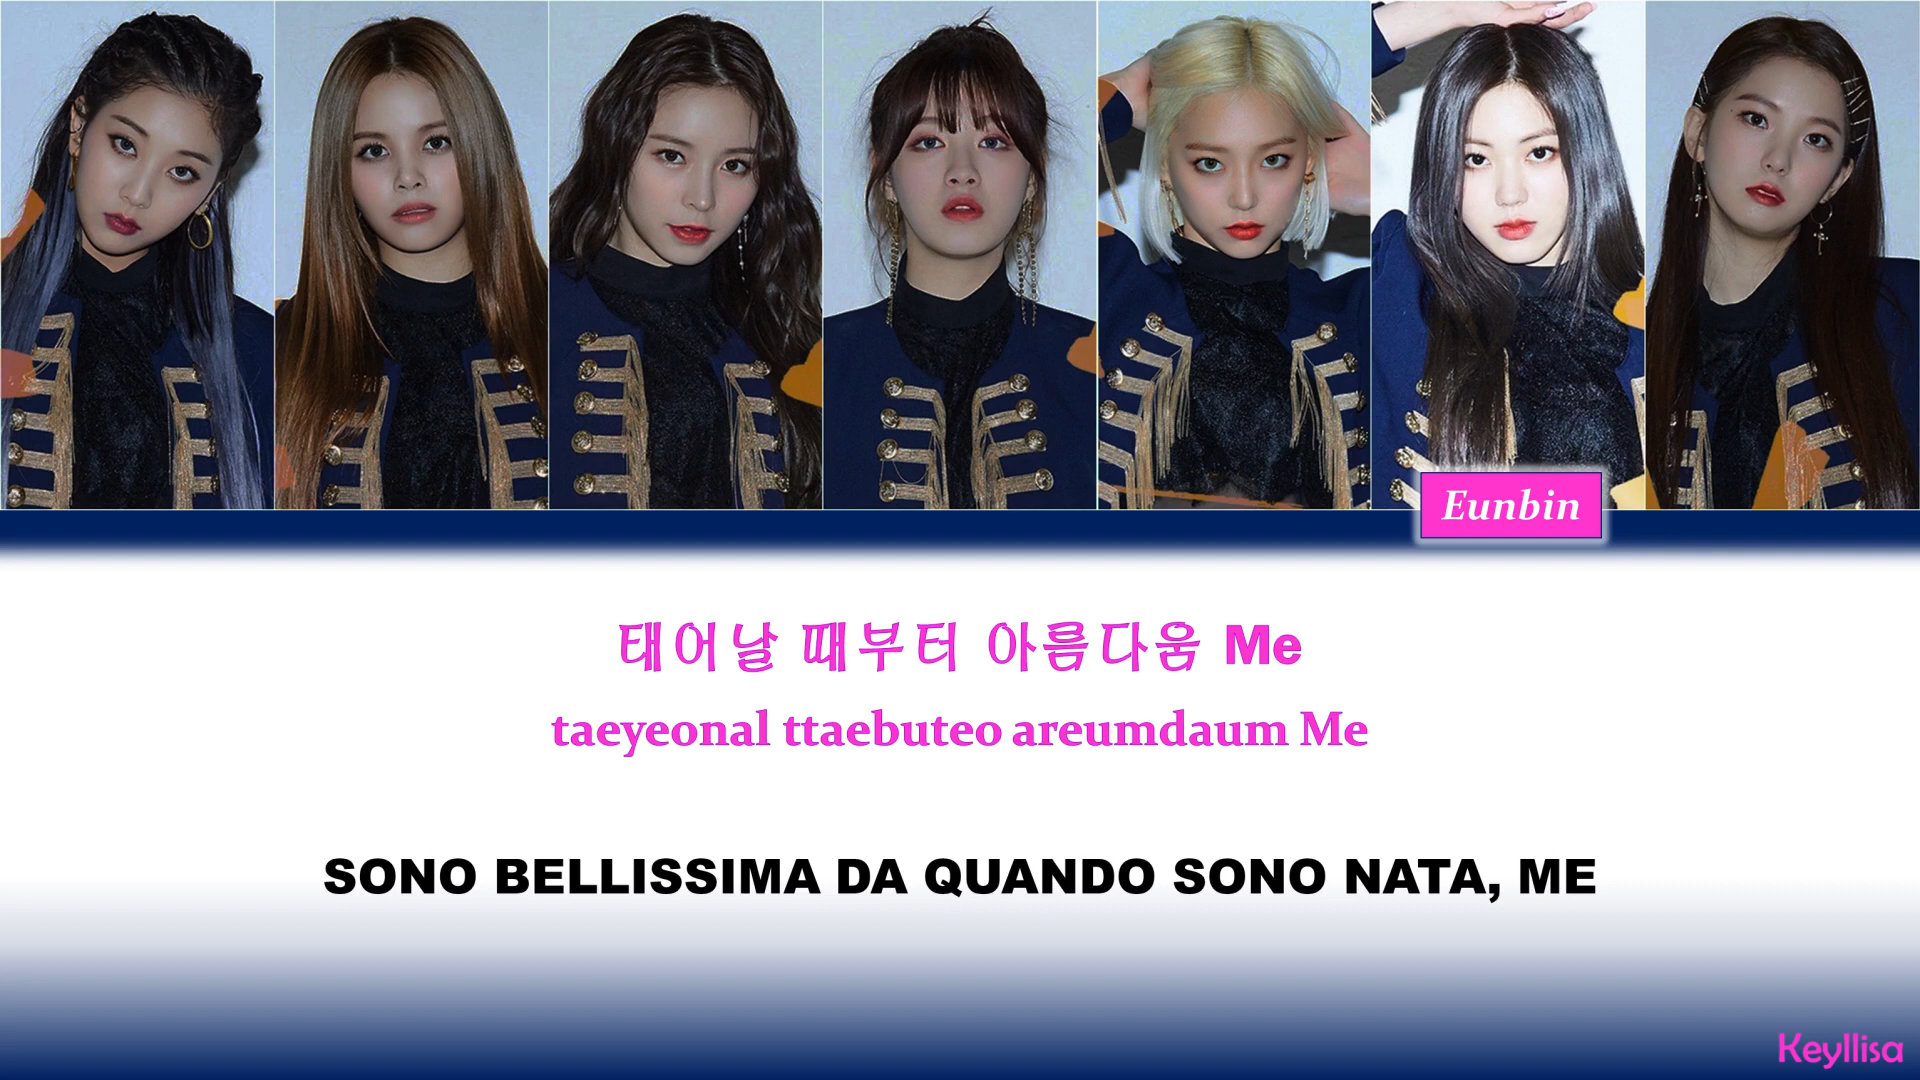 Eunbin
태어날 때부터 아름다움 Me
taeyeonal ttaebuteo areumdaum Me
SONO BELLISSIMA DA QUANDO SONO NATA, ME
Keyllisa